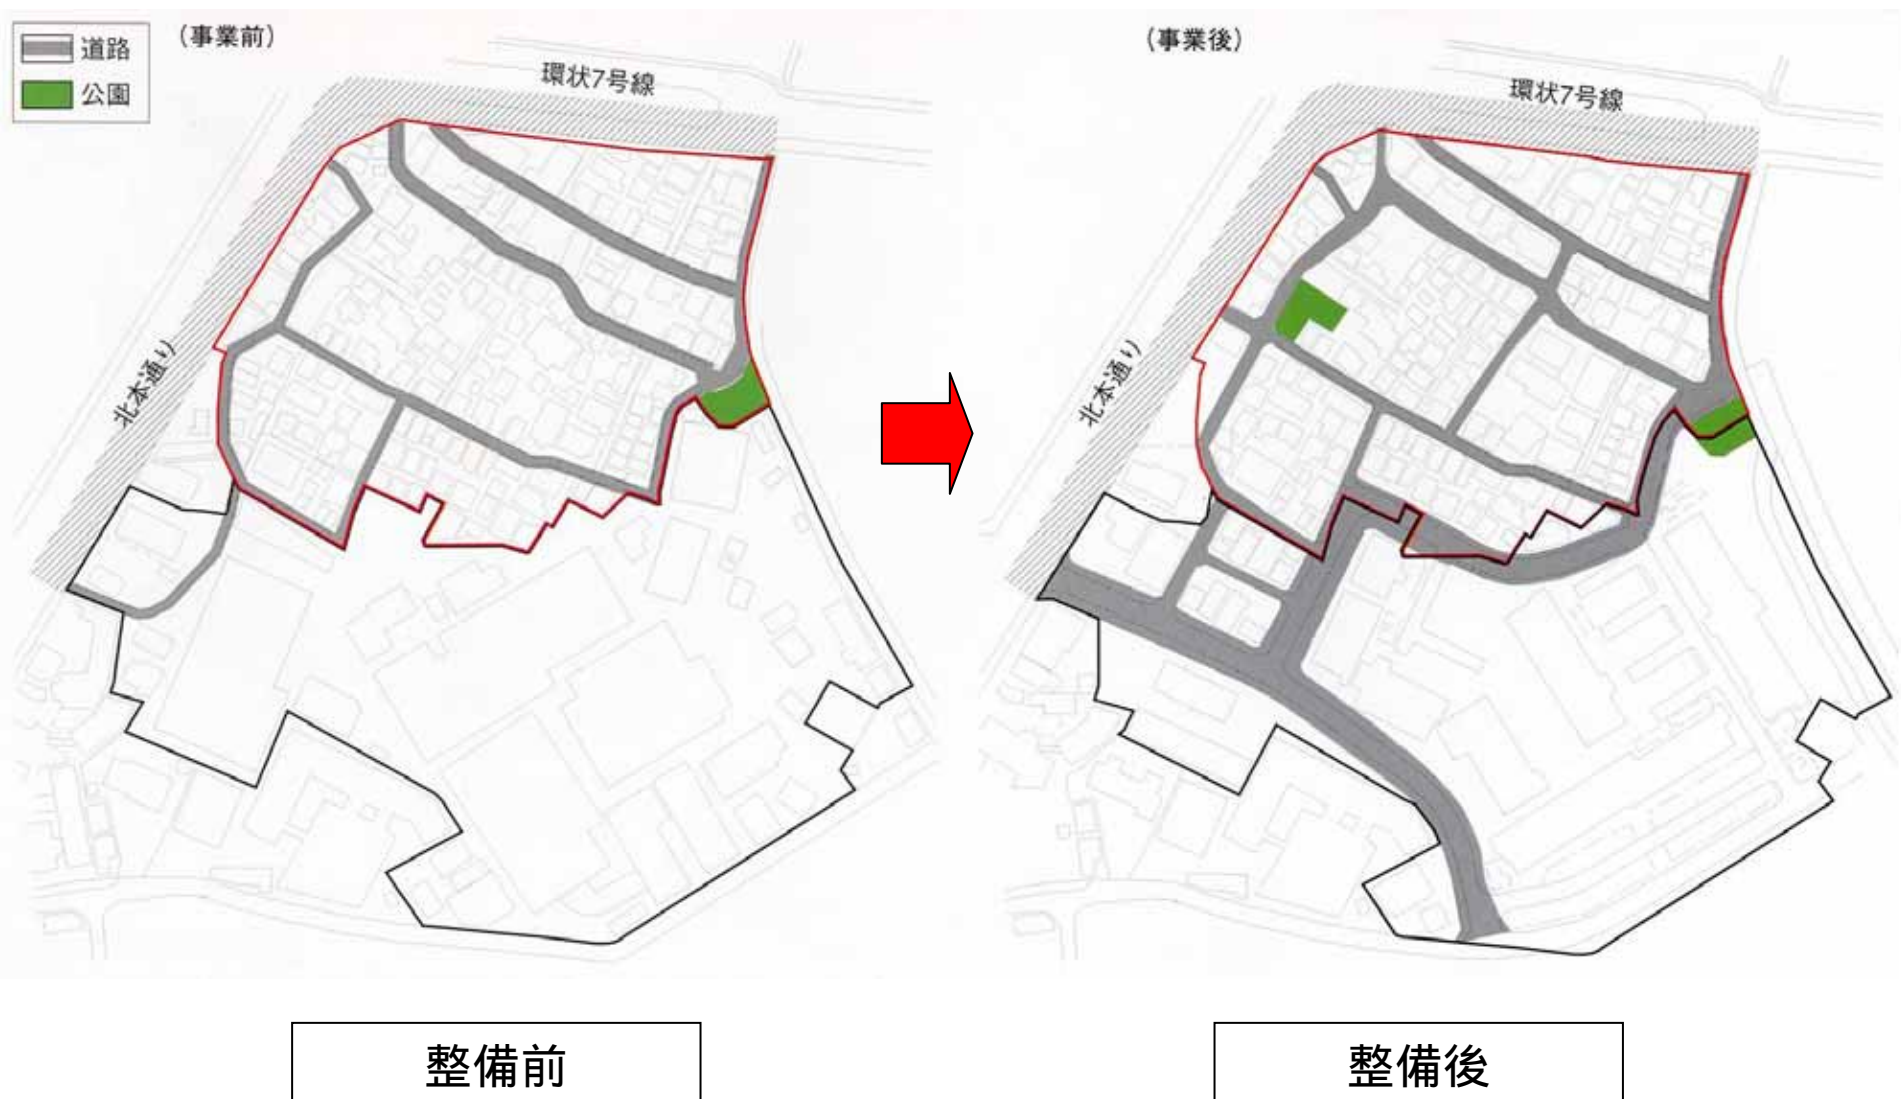 道路
公園
（事業前）
環状7号線
北本通り
（事業後）
環状7号線
北本通り
整備前
整備後